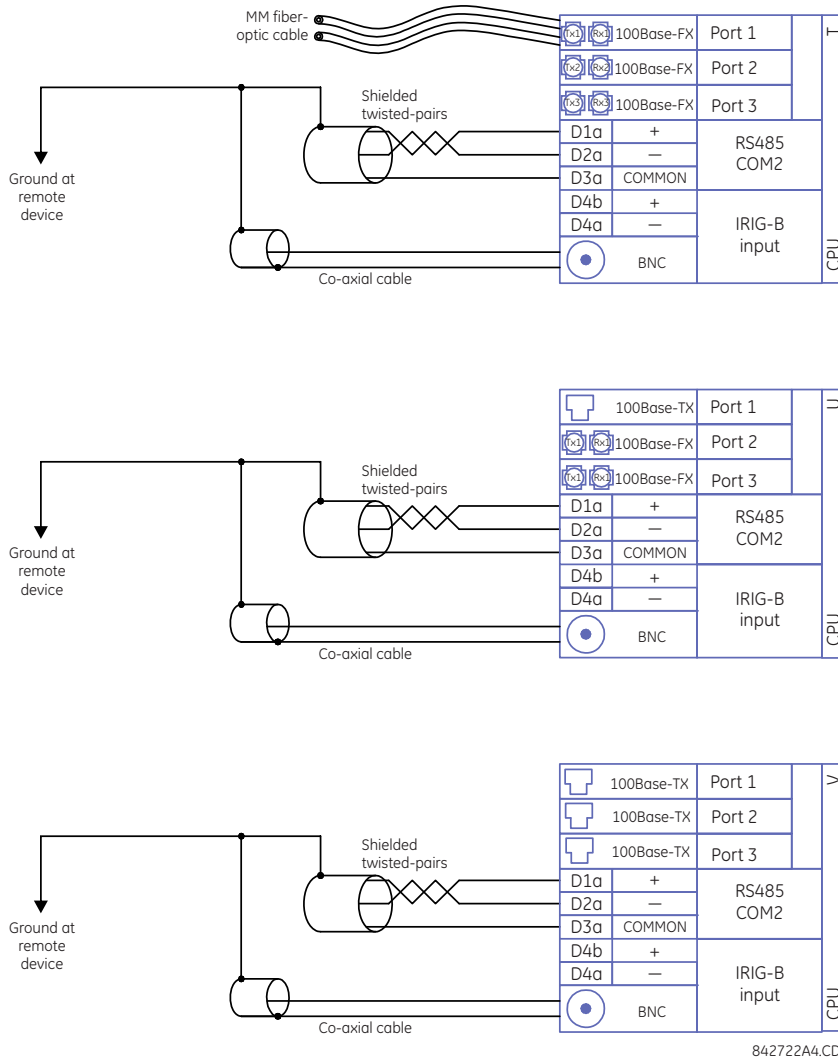 MM fiber-
optic cable
Tx1 Rx1 100Base-FX Port 1
Tx2 Rx2 100Base-FX Port 2
Tx3 Rx3 100Base-FX Port 3
T
Shielded
twisted-pairs
D1a +
D2a —
D3a COMMON
RS485
COM2
D4b +
D4a —
BNC
IRIG-B
input
CPU
Ground at
remote
device
Co-axial cable
100Base-TX Port 1
Tx1 Rx1 100Base-FX Port 2
Tx1 Rx1 100Base-FX Port 3
U
Shielded
twisted-pairs
D1a +
D2a —
D3a COMMON
RS485
COM2
D4b +
D4a —
BNC
IRIG-B
input
CPU
Ground at
remote
device
Co-axial cable
100Base-TX Port 1
100Base-TX Port 2
100Base-TX Port 3
V
Shielded
twisted-pairs
D1a +
D2a —
D3a COMMON
RS485
COM2
D4b +
D4a —
BNC
IRIG-B
input
CPU
Ground at
remote
device
Co-axial cable
842722A4.CD